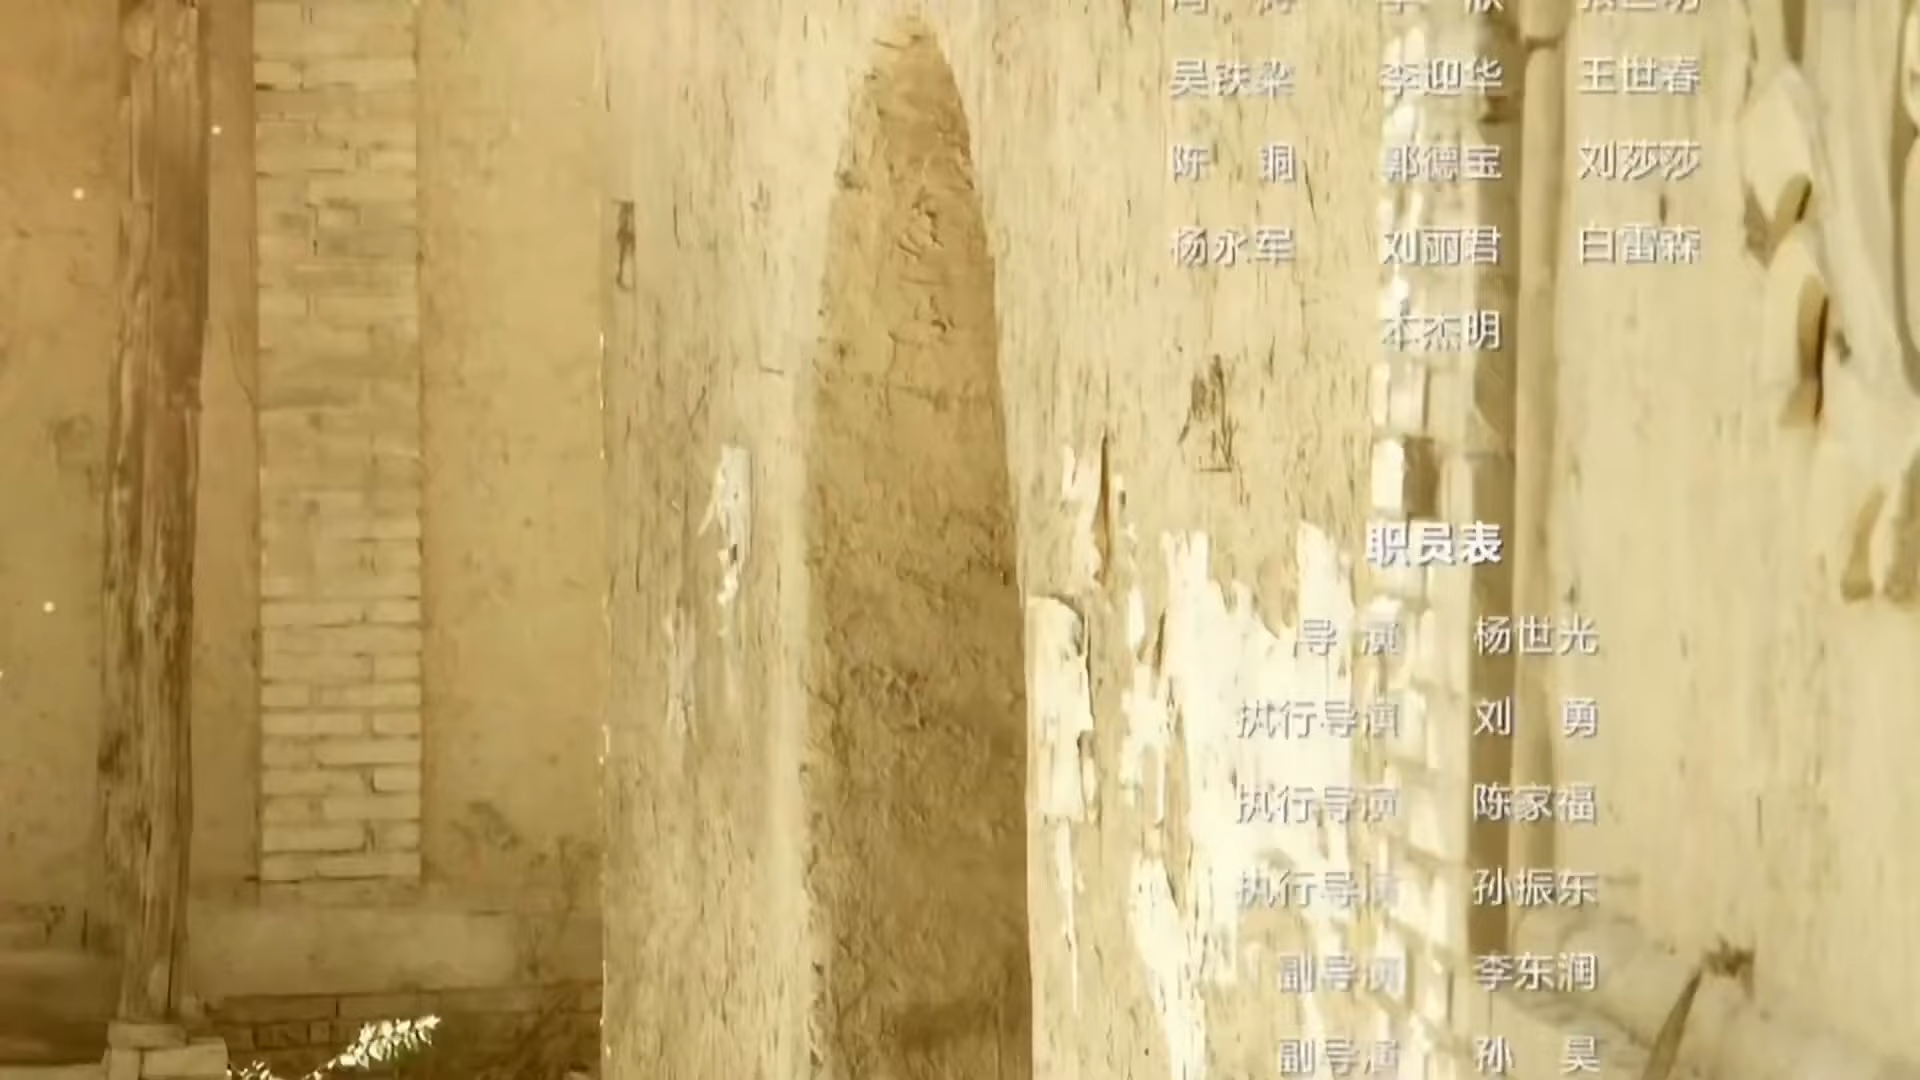 吴铁梁 李迎华 王世春
陈 铜 郭德宝 刘莎莎
杨永军 刘丽君 白雷森
本杰明
职员表
导 演 杨世光
执行导演 刘 勇
执行导演 陈家福
执行导演 孙振东
副导演 李东润
副导演 孙 昊